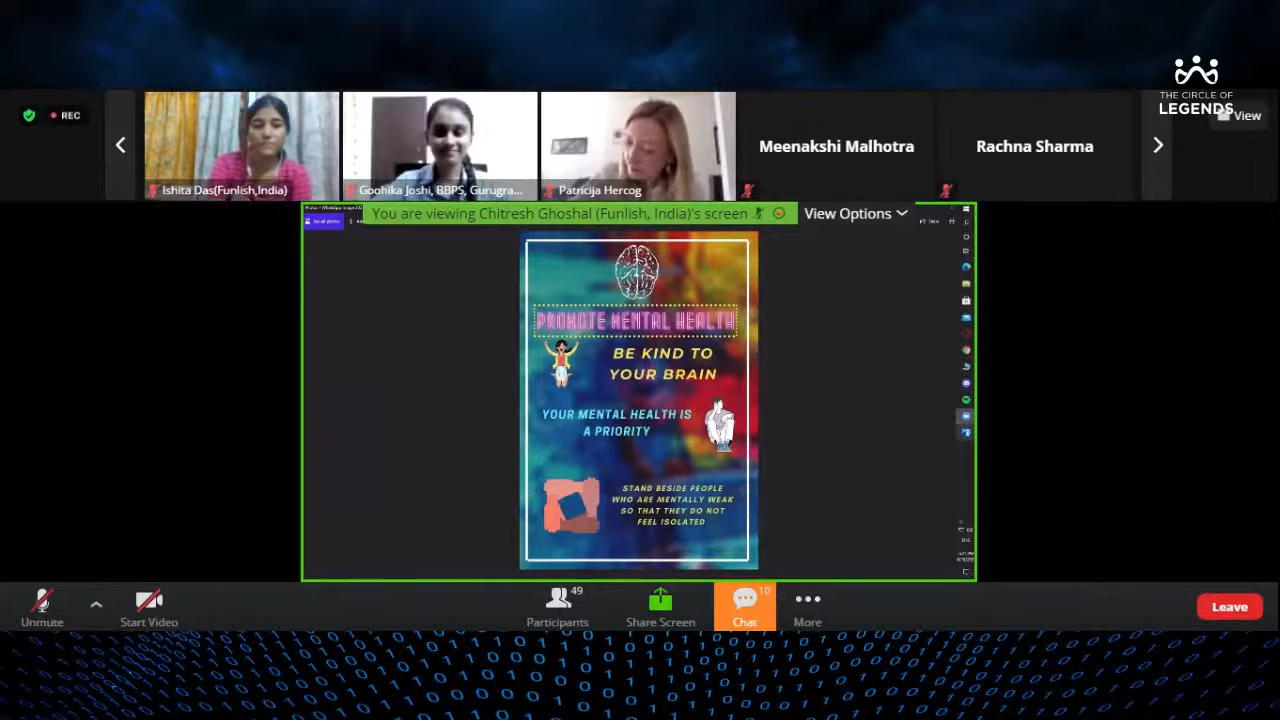 THE CIRCLE OF
LEGENDS
REC
View
Ishita Das(Funlish,India)
Goohika Joshi, BBPS, Gurugra...
Patricija Hercog
Meenakshi Malhotra
Rachna Sharma
You are viewing Chitresh Ghoshal (Funlish, India)'s screen
View Options
PROMOTE MENTAL HEALTH
BE KIND TO
YOUR BRAIN
YOUR MENTAL HEALTH IS
A PRIORITY
STAND BESIDE PEOPLE
WHO ARE MENTALLY WEAK
SO THAT THEY DO NOT
FEEL ISOLATED
Unmute
Start Video
49
Participants
Share Screen
10
Chat
More
Leave